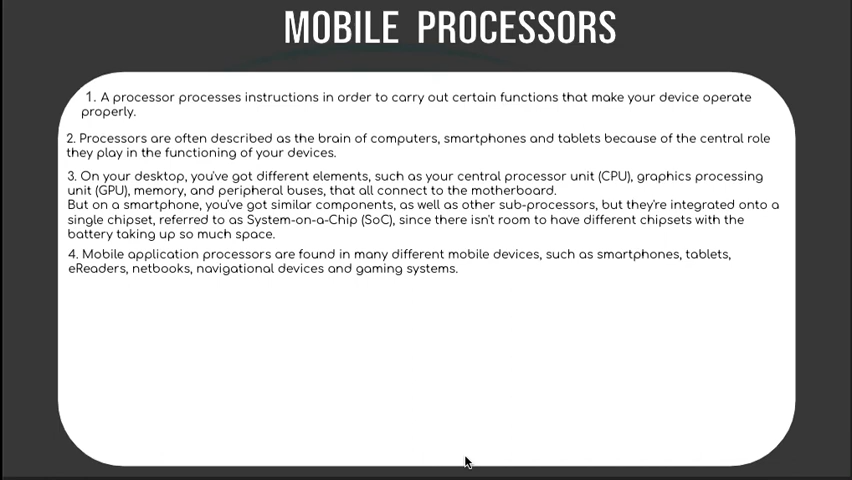 MOBILE PROCESSORS
1. A processor processes instructions in order to carry out certain functions that make your device operate
properly.
2. Processors are often described as the brain of computers, smartphones and tablets because of the central role
they play in the functioning of your devices.
3. On your desktop, you've got different elements, such as your central processor unit (CPU), graphics processing
unit (GPU), memory, and peripheral buses, that all connect to the motherboard.
But on a smartphone, you've got similar components, as well as other sub-processors, but they're integrated onto a
single chipset, referred to as System-on-a-Chip (SoC), since there isn't room to have different chipsets with the
battery taking up so much space.
4. Mobile application processors are found in many different mobile devices, such as smartphones, tablets,
eReaders, netbooks, navigational devices and gaming systems.